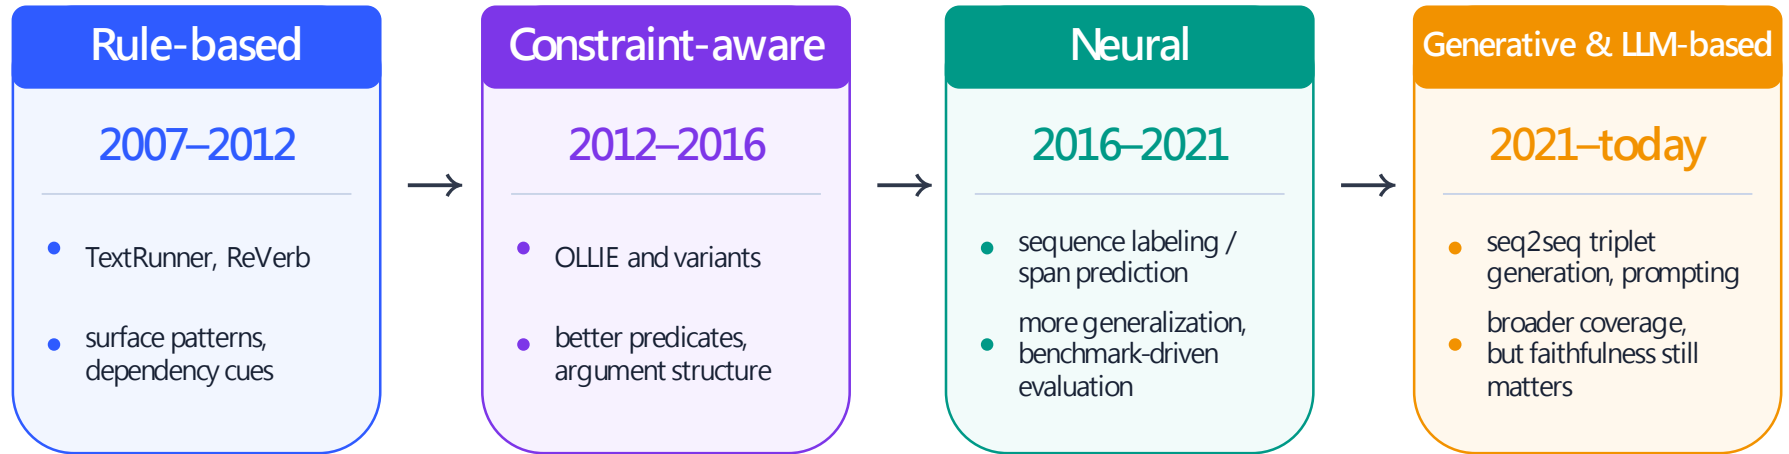 Rule-based
2007–2012
TextRunner, ReVerb
surface patterns,
dependency cues
Constraint-aware
2012–2016
OLLIE and variants
better predicates,
argument structure
Neural
2016–2021
sequence labeling /
span prediction
more generalization,
benchmark-driven
evaluation
Generative & LLM-based
2021–today
seq2seq triplet
generation, prompting
broader coverage,
but faithfulness still
matters